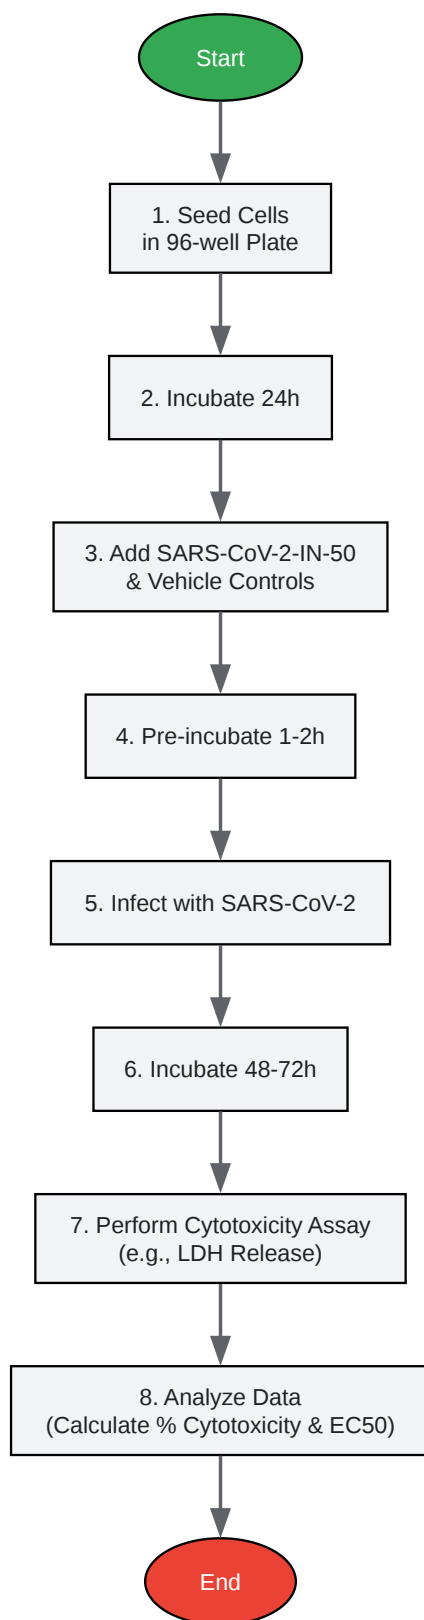 Start
1. Seed Cells
in 96-well Plate
2. Incubate 24h
3. Add SARS-CoV-2-IN-50
& Vehicle Controls
4. Pre-incubate 1-2h
5. Infect with SARS-CoV-2
6. Incubate 48-72h
7. Perform Cytotoxicity Assay
(e.g., LDH Release)
8. Analyze Data
(Calculate % Cytotoxicity & EC50)
End